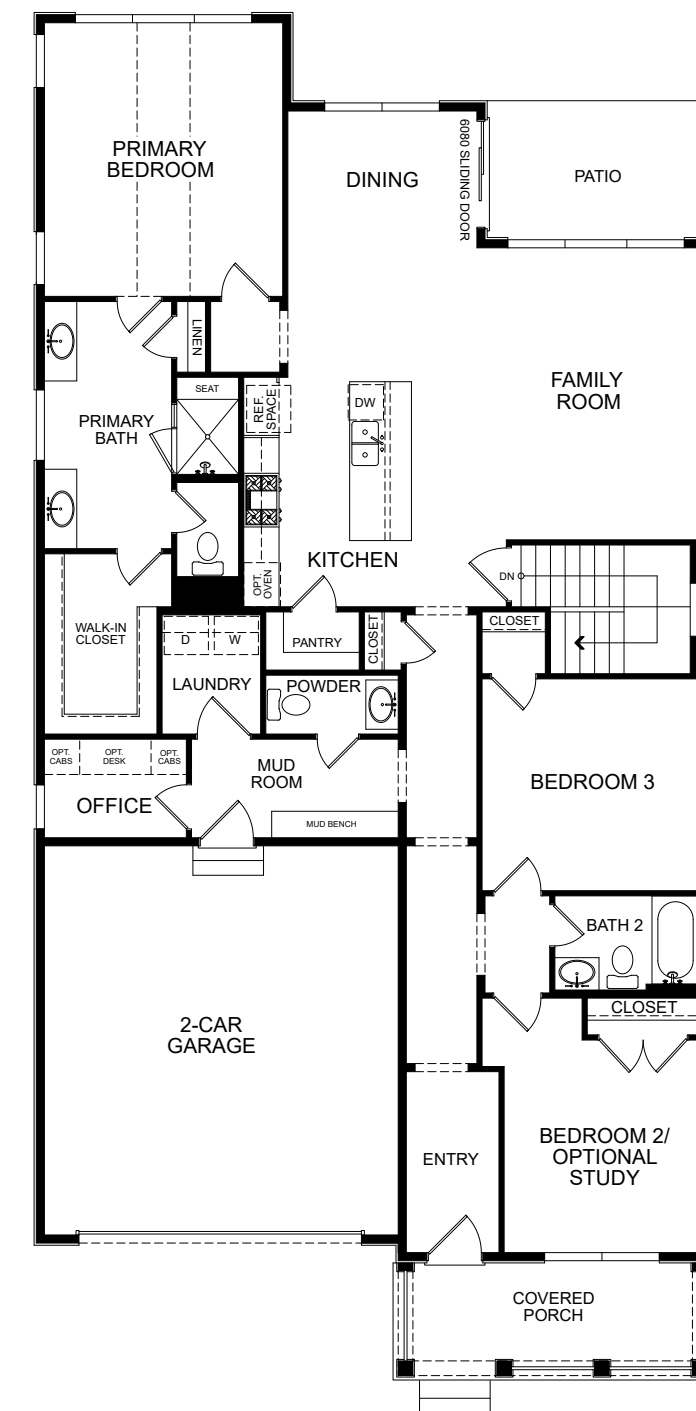 PRIMARY
BEDROOM
DINING
6080 SLIDING DOOR
PATIO
LINEN
FAMILY
ROOM
SEAT
REF.
SPACE
DW
PRIMARY
BATH
KITCHEN
OPT.
OVEN
DN
WALK-IN
CLOSET
D
W
PANTRY
CLOSET
CLOSET
LAUNDRY
POWDER
OPT.
CABS
OPT.
DESK
OPT.
CABS
MUD
ROOM
OFFICE
BEDROOM 3
MUD BENCH
BATH 2
CLOSET
2-CAR
GARAGE
ENTRY
BEDROOM 2/
OPTIONAL
STUDY
COVERED
PORCH